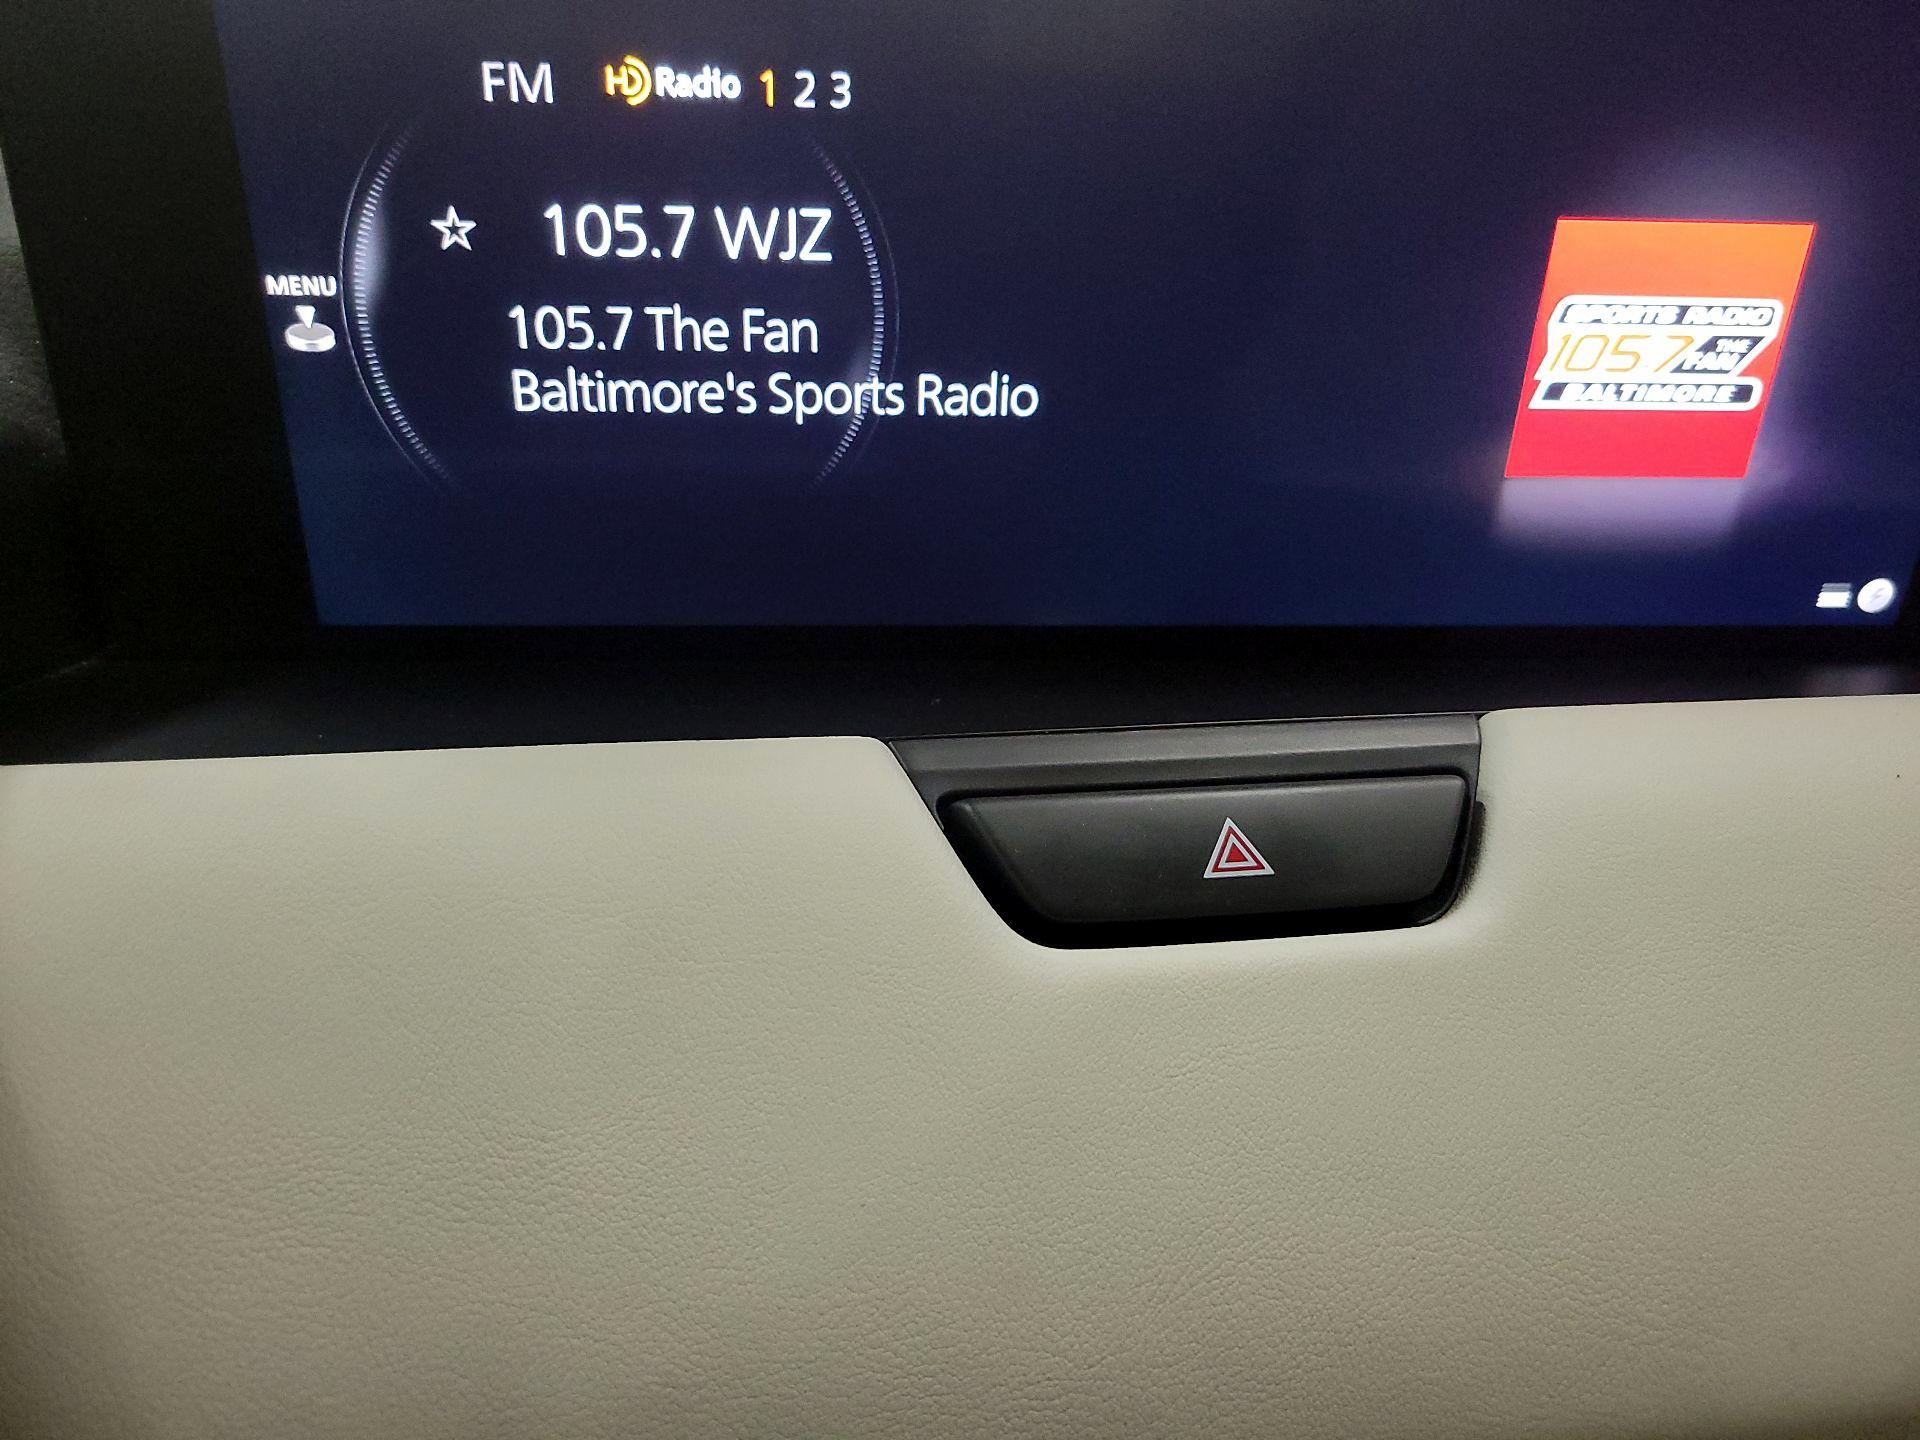 FM HD Radio 1 2 3
105.7 WJZ
MENU
105.7 The Fan
Baltimore's Sports Radio
SPORTS RADIO
105.7 THE FAN
BALTIMORE